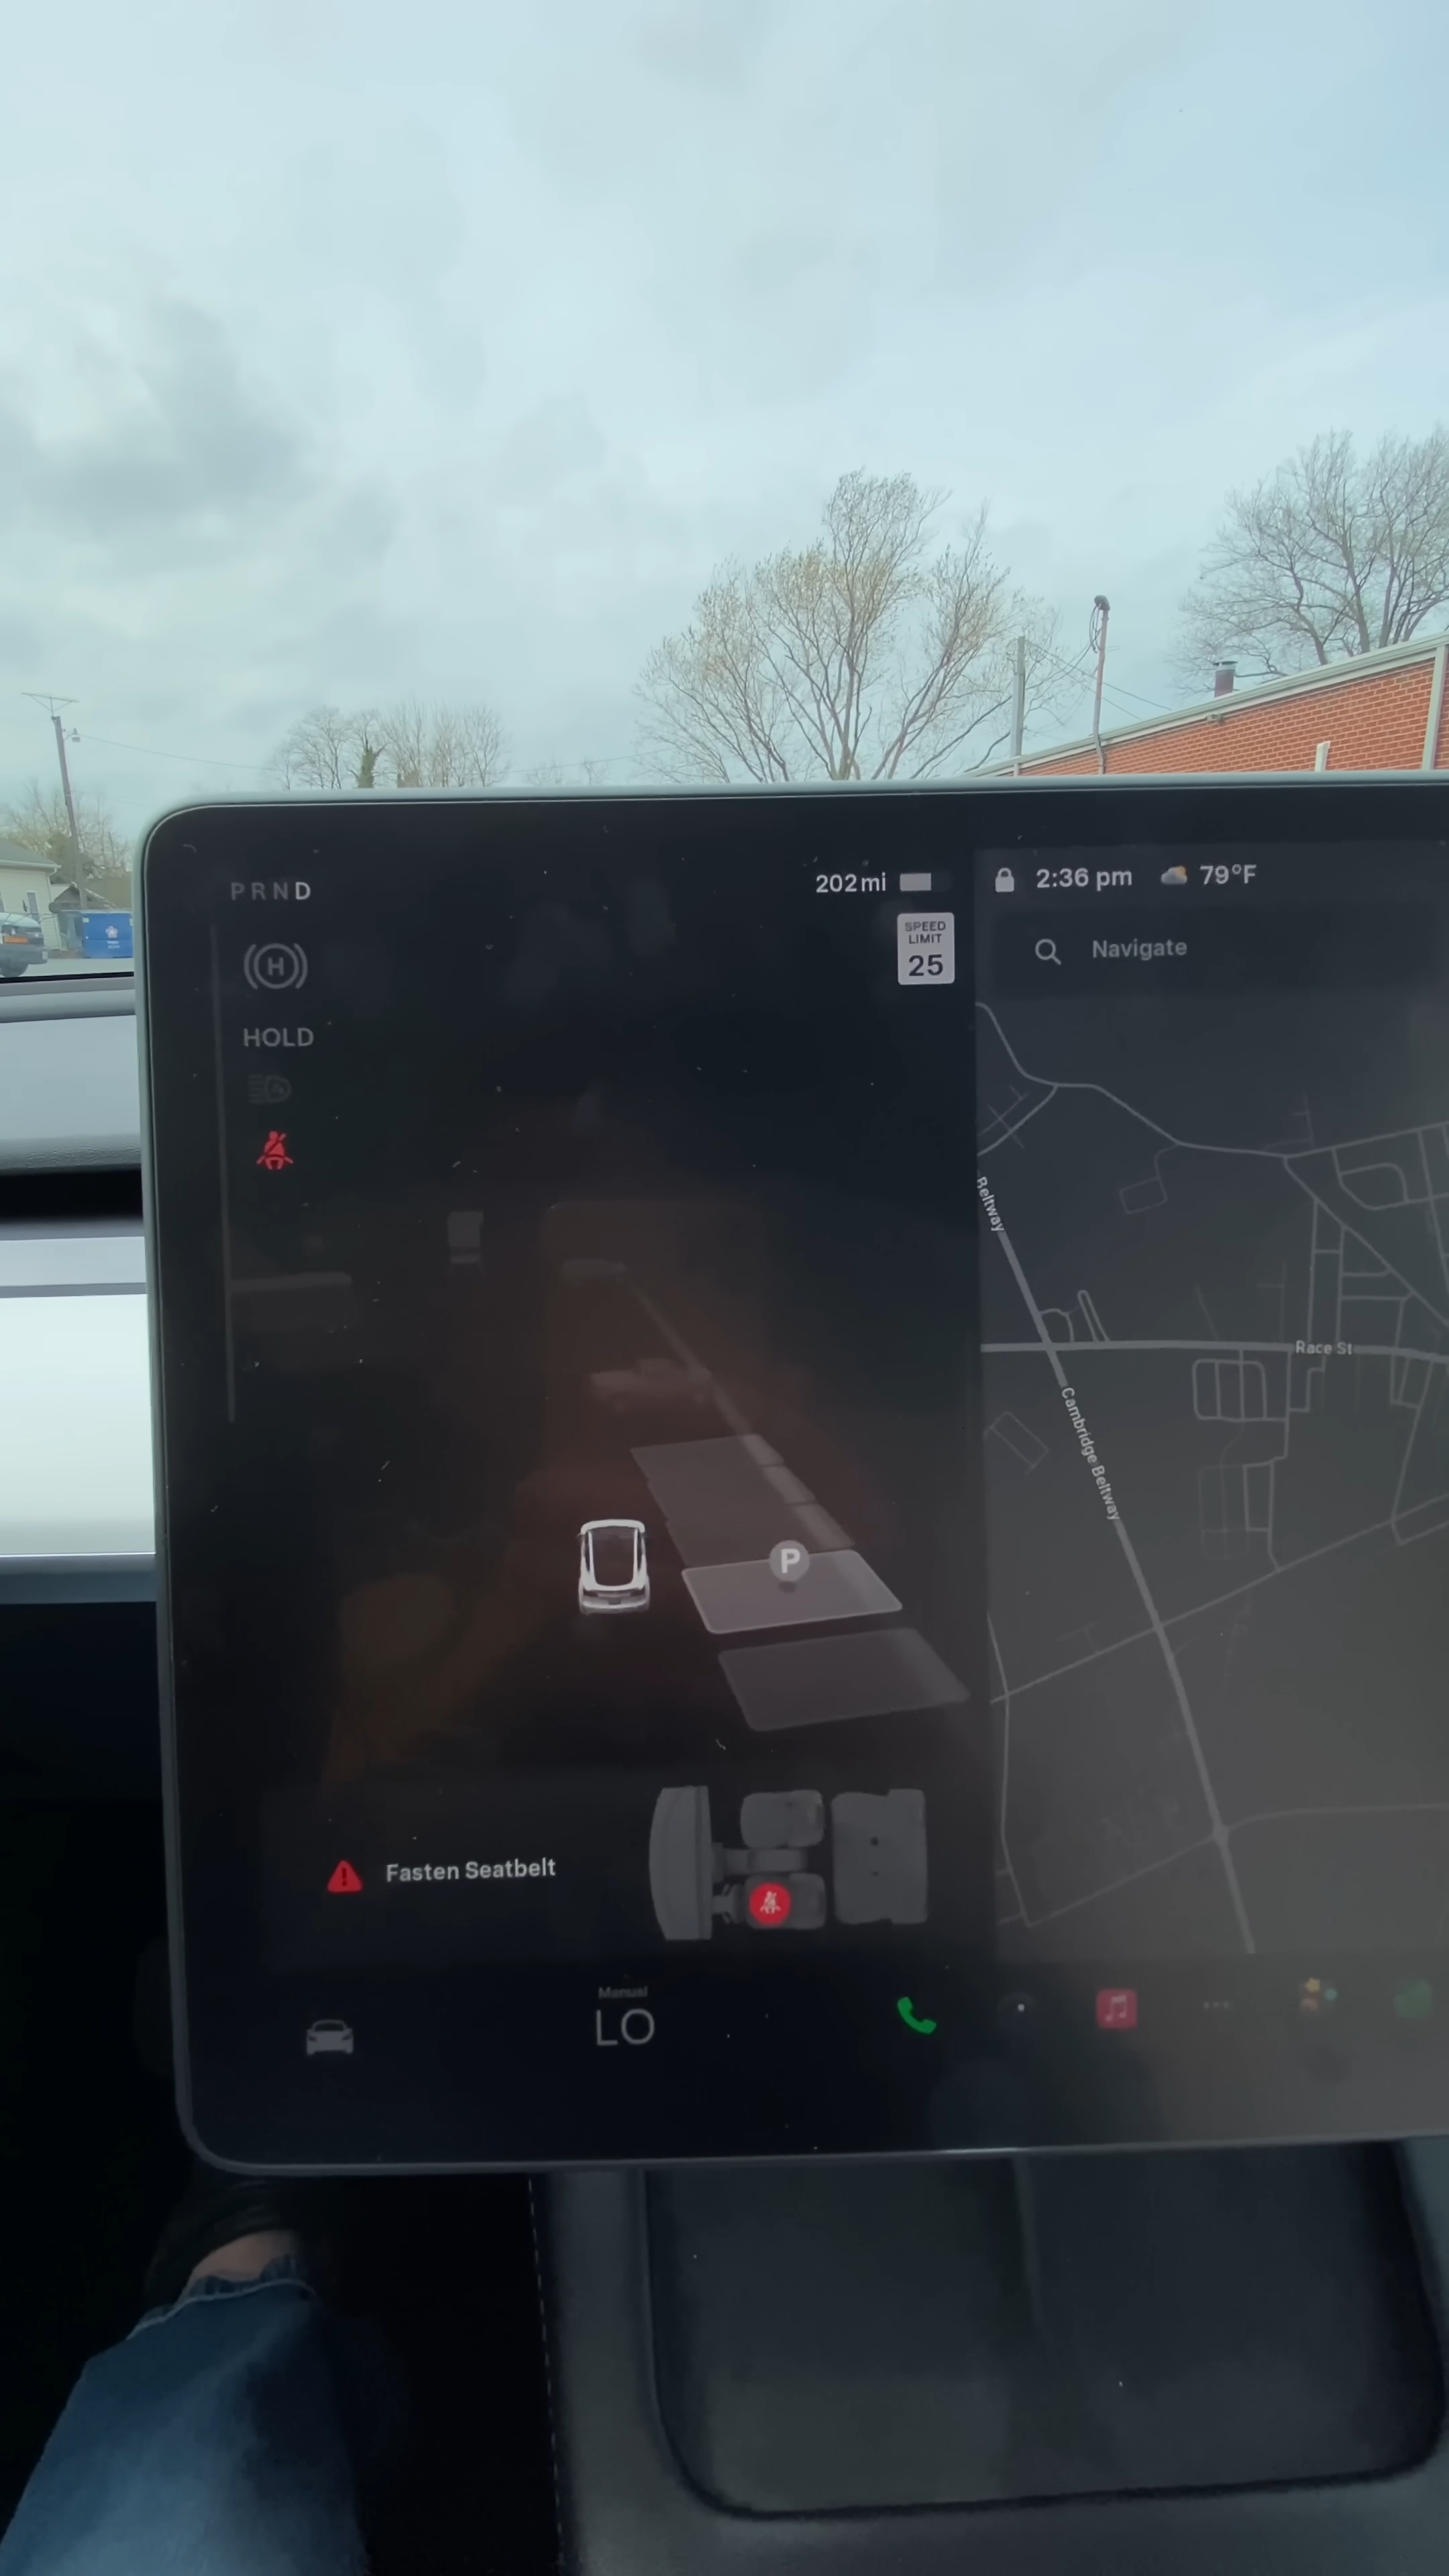 PRND
202 mi
2:36 pm
79°F
SPEED
LIMIT
25
H
HOLD
Navigate
Beltway
Race St
Cambridge Beltway
P
Fasten Seatbelt
Manual
LO